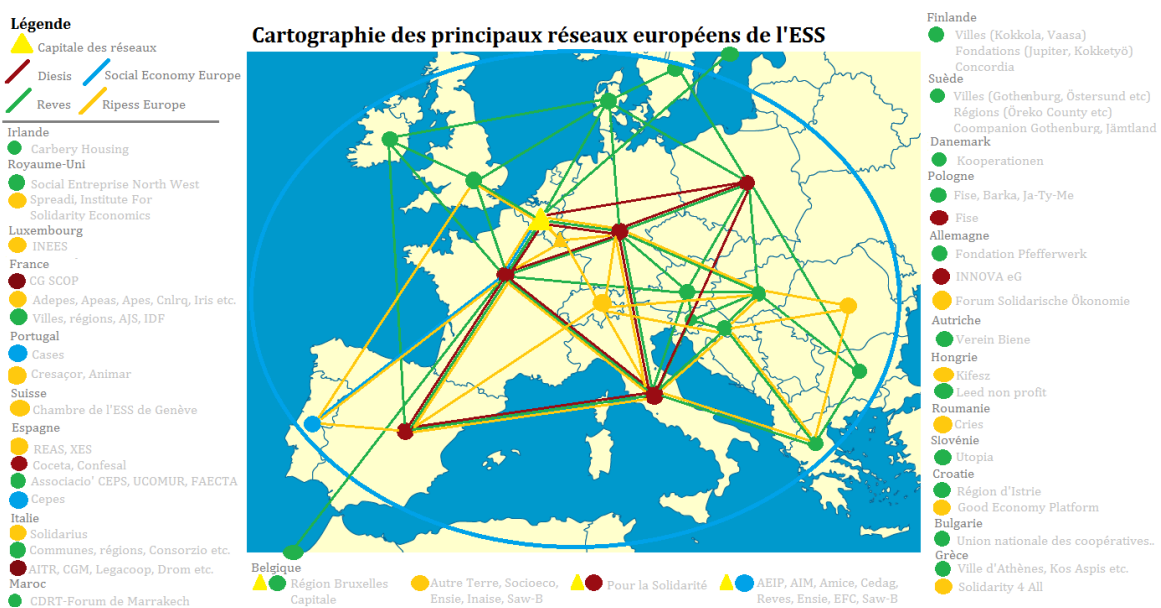 Légende
Capitale des réseaux
Diesis
Social Economy Europe
Reves
Ripess Europe
Irlande
Carbery Housing
Royaume-Uni
Social Entreprise North West
Spreadi, Institute For
Solidarity Economics
Luxembourg
INEES
France
CG SCOP
Adepes, Apeas, Apes, Cnlrq, Iris etc.
Villes, régions, AJS, IDF
Portugal
Cases
Cresaçor, Animar
Suisse
Chambre de l'ESS de Genève
Espagne
REAS, XES
Coceta, Confesal
Associacio' CEPS, UCOMUR, FAECTA
Cepes
Italie
Solidarius
Communes, régions, Consorzio etc.
AITR, CGM, Legacoop, Drom etc.
Maroc
CDRT-Forum de Marrakech
Cartographie des principaux réseaux européens de l'ESS
Belgique
Région Bruxelles
Capitale
Autre Terre, Socioeco,
Ensie, Inaise, Saw-B
Pour la Solidarité
AEIP, AIM, Amice, Cedag,
Reves, Ensie, EFC, Saw-B
Finlande
Villes (Kokkola, Vaasa)
Fondations (Jupiter, Kokketyö)
Concordia
Suède
Villes (Gothenburg, Östersund etc)
Régions (Öreko County etc)
Coompanion Gothenburg, Jämtland
Danemark
Kooperationen
Pologne
Fise, Barka, Ja-Ty-Me
Fise
Allemagne
Fondation Pfefferwerk
INNOVA eG
Forum Solidarische Ökonomie
Autriche
Verein Biene
Hongrie
Kifesz
Leed non profit
Roumanie
Cries
Slovénie
Utopia
Croatie
Région d'Istrie
Good Economy Platform
Bulgarie
Union nationale des coopératives..
Grèce
Ville d'Athènes, Kos Aspis etc.
Solidarity 4 All